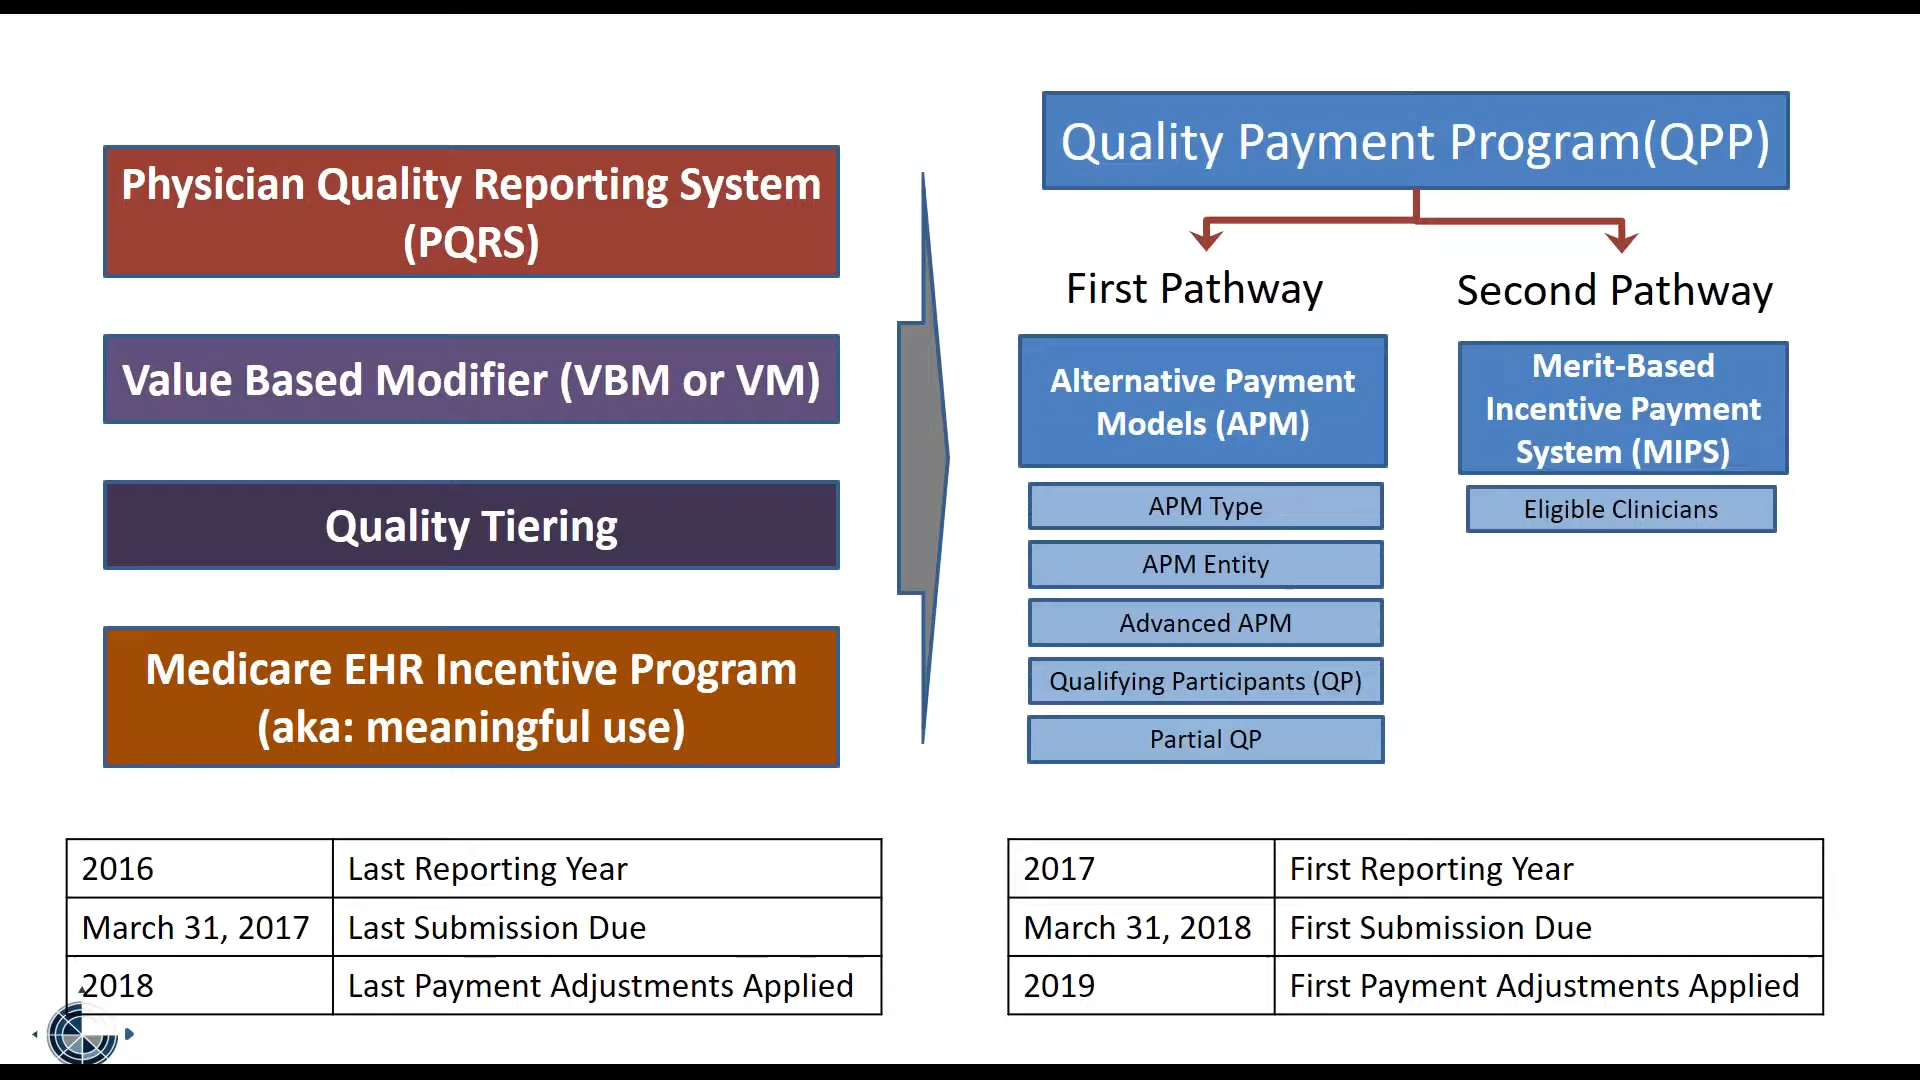 Physician Quality Reporting System
(PQRS)
Value Based Modifier (VBM or VM)
Quality Tiering
Medicare EHR Incentive Program
(aka: meaningful use)
Quality Payment Program(QPP)
First Pathway
Alternative Payment
Models (APM)
APM Type
APM Entity
Advanced APM
Qualifying Participants (QP)
Partial QP
Second Pathway
Merit-Based
Incentive Payment
System (MIPS)
Eligible Clinicians
2016 Last Reporting Year
March 31, 2017 Last Submission Due
2018 Last Payment Adjustments Applied
2017 First Reporting Year
March 31, 2018 First Submission Due
2019 First Payment Adjustments Applied